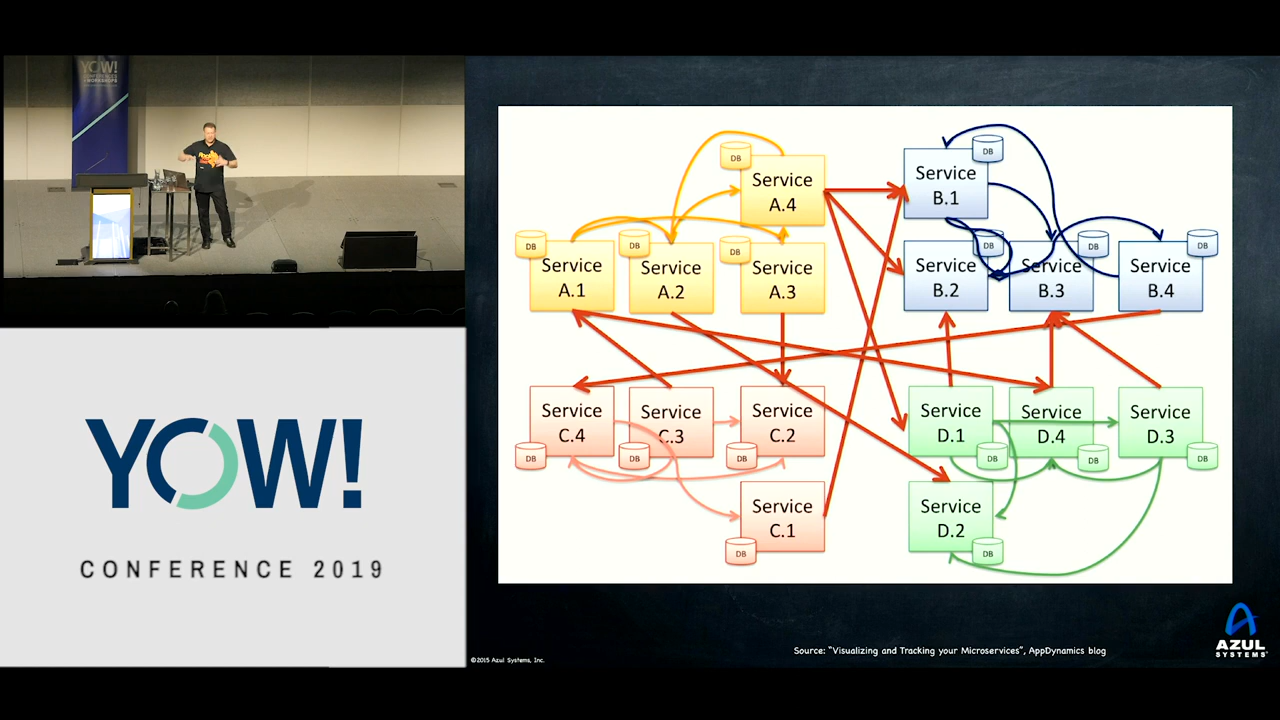 YOW!
CONFERENCES
& WORKSHOPS
YOW!
CONFERENCE 2019
DB
Service
A.4
DB
Service
B.1
DB
Service
A.1
DB
Service
A.2
DB
Service
A.3
DB
Service
B.2
DB
Service
B.3
DB
Service
B.4
Service
C.4
DB
Service
C.3
DB
Service
C.2
DB
Service
D.1
DB
Service
D.4
DB
Service
D.3
DB
Service
C.1
DB
Service
D.2
DB
©2015 Azul Systems, Inc.
Source: "Visualizing and Tracking your Microservices", AppDynamics blog
AZUL
SYSTEMS